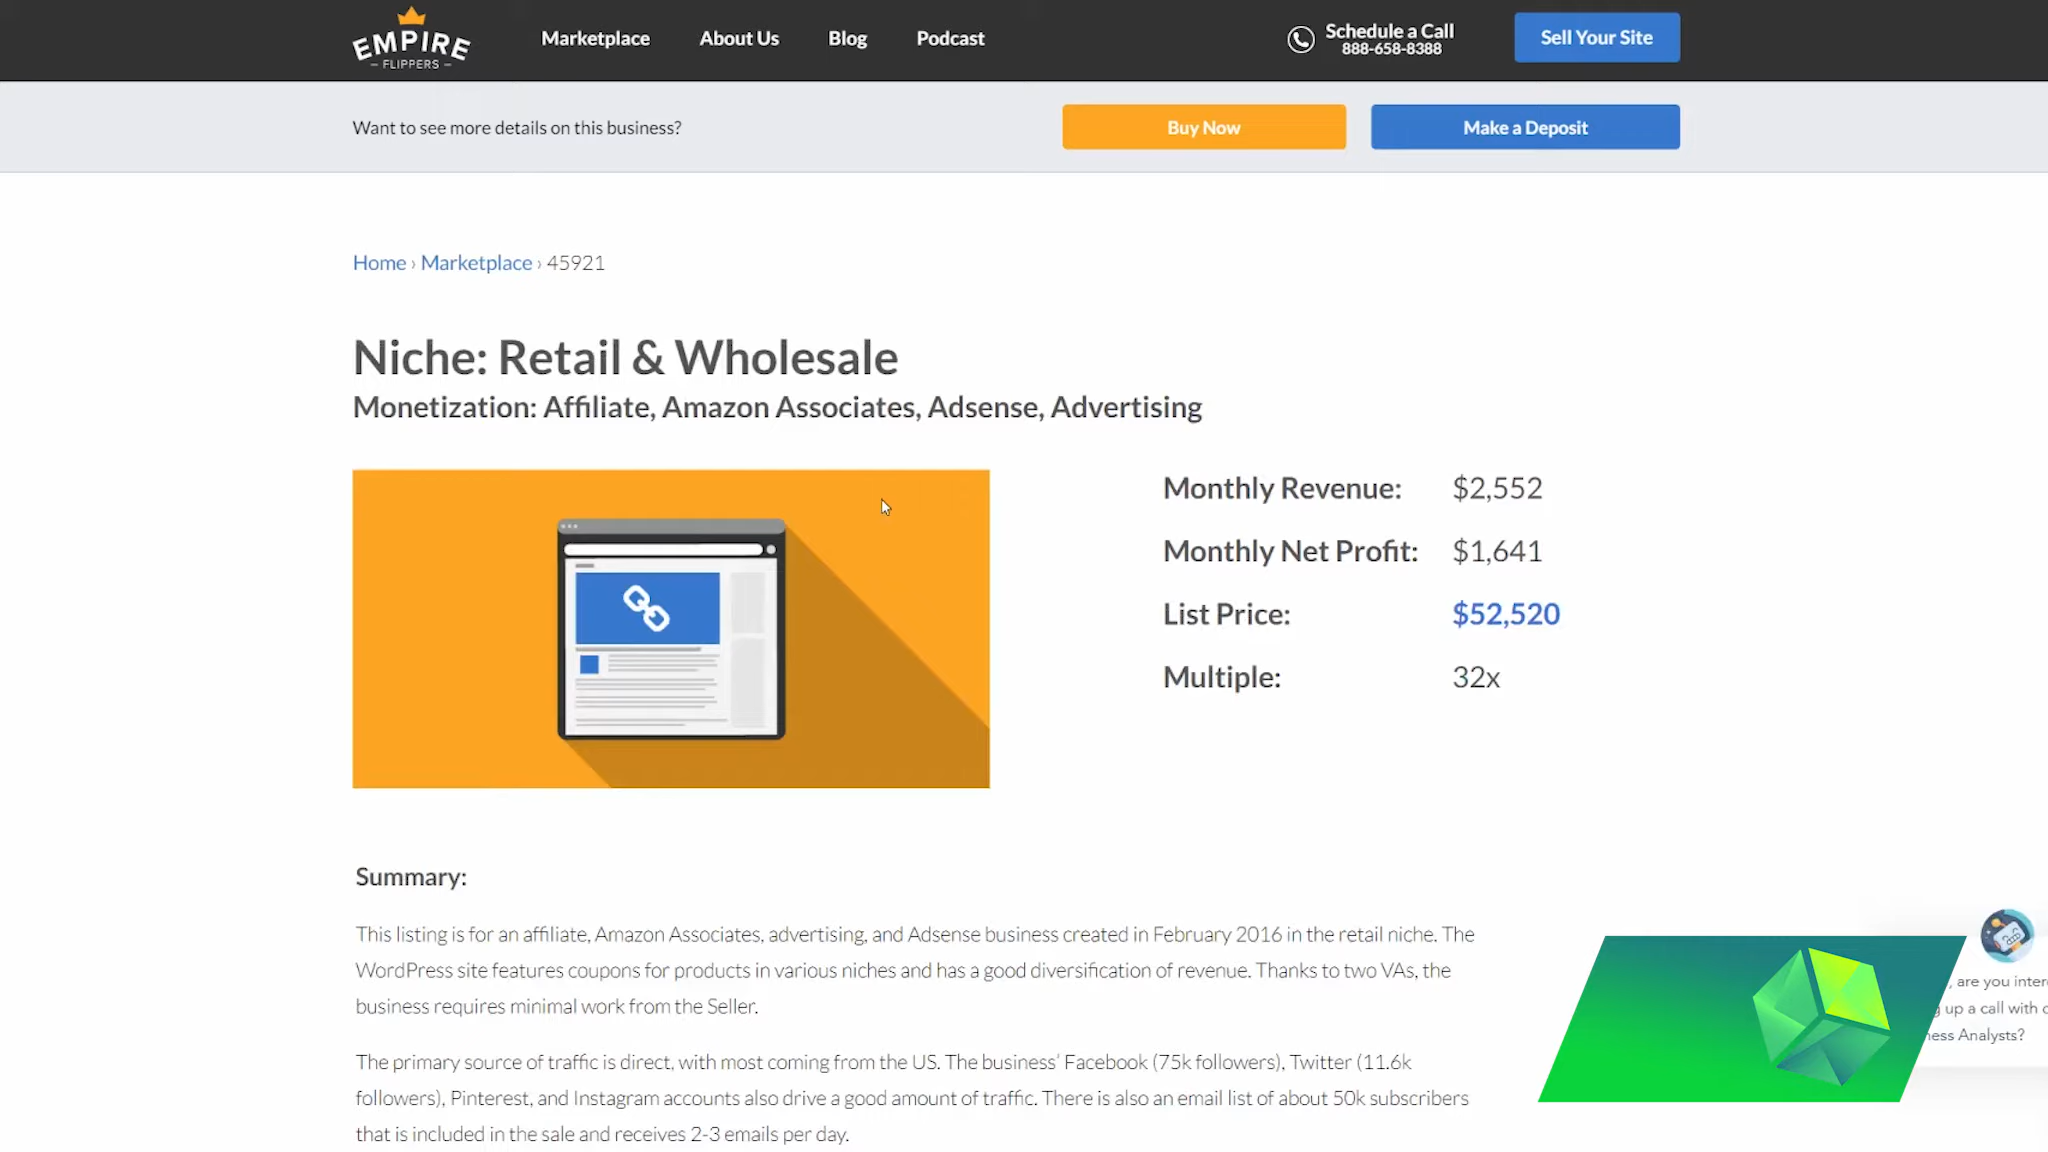 EMPIRE
FLIPPERS
Marketplace
About Us
Blog
Podcast
Schedule a Call
888-658-8388
Sell Your Site
Want to see more details on this business?
Buy Now
Make a Deposit
Home › Marketplace › 45921
Niche: Retail & Wholesale
Monetization: Affiliate, Amazon Associates, Adsense, Advertising
Monthly Revenue: $2,552
Monthly Net Profit: $1,641
List Price: $52,520
Multiple: 32x
Summary:
This listing is for an affiliate, Amazon Associates, advertising, and Adsense business created in February 2016 in the retail niche. The
WordPress site features coupons for products in various niches and has a good diversification of revenue. Thanks to two VAs, the
business requires minimal work from the Seller.
The primary source of traffic is direct, with most coming from the US. The business' Facebook (75k followers), Twitter (11.6k
followers), Pinterest, and Instagram accounts also drive a good amount of traffic. There is also an email list of about 50k subscribers
that is included in the sale and receives 2-3 emails per day.
, are you inter
up a call with
ness Analysts?